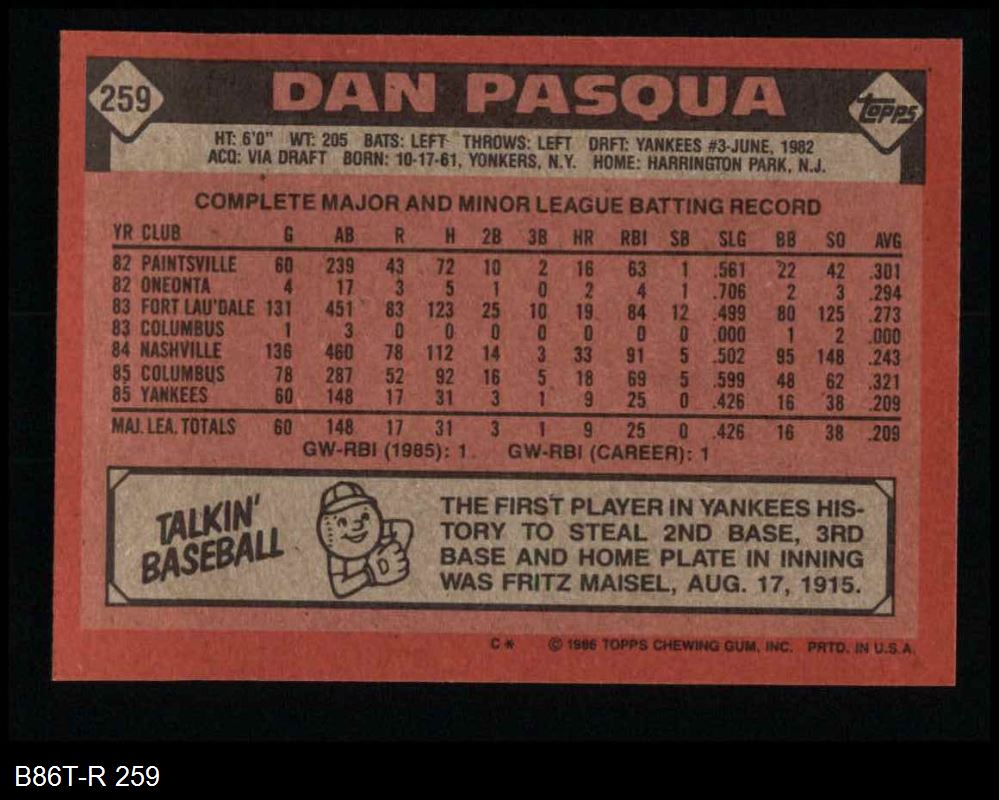 259
DAN PASQUA
topps
HT: 6'0" WT: 205 BATS: LEFT THROWS: LEFT DRFT: YANKEES #3-JUNE, 1982
ACQ: VIA DRAFT BORN: 10-17-61, YONKERS, N.Y. HOME: HARRINGTON PARK, N.J.
COMPLETE MAJOR AND MINOR LEAGUE BATTING RECORD
YR CLUB G AB R H 2B 3B HR RBI SB SLG BB SO AVG
82 PAINTSVILLE 60 239 43 72 10 2 16 63 1 .561 22 42 .301
82 ONEONTA 4 17 3 5 1 0 2 4 1 .706 2 3 .294
83 FORT LAU'DALE 131 451 83 123 25 10 19 84 12 .499 80 125 .273
83 COLUMBUS 1 3 0 0 0 0 0 0 0 .000 1 2 .000
84 NASHVILLE 136 460 78 112 14 3 33 91 5 .502 95 148 .243
85 COLUMBUS 78 287 52 92 16 5 18 69 5 .599 48 62 .321
85 YANKEES 60 148 17 31 3 1 9 25 0 .426 16 38 .209
MAJ. LEA. TOTALS 60 148 17 31 3 1 9 25 0 .426 16 38 .209
GW-RBI (1985): 1 GW-RBI (CAREER): 1
TALKIN'
BASEBALL
THE FIRST PLAYER IN YANKEES HIS-
TORY TO STEAL 2ND BASE, 3RD
BASE AND HOME PLATE IN INNING
WAS FRITZ MAISEL, AUG. 17, 1915.
C* © 1986 TOPPS CHEWING GUM, INC. PRTD. IN U.S.A.
B86T-R 259